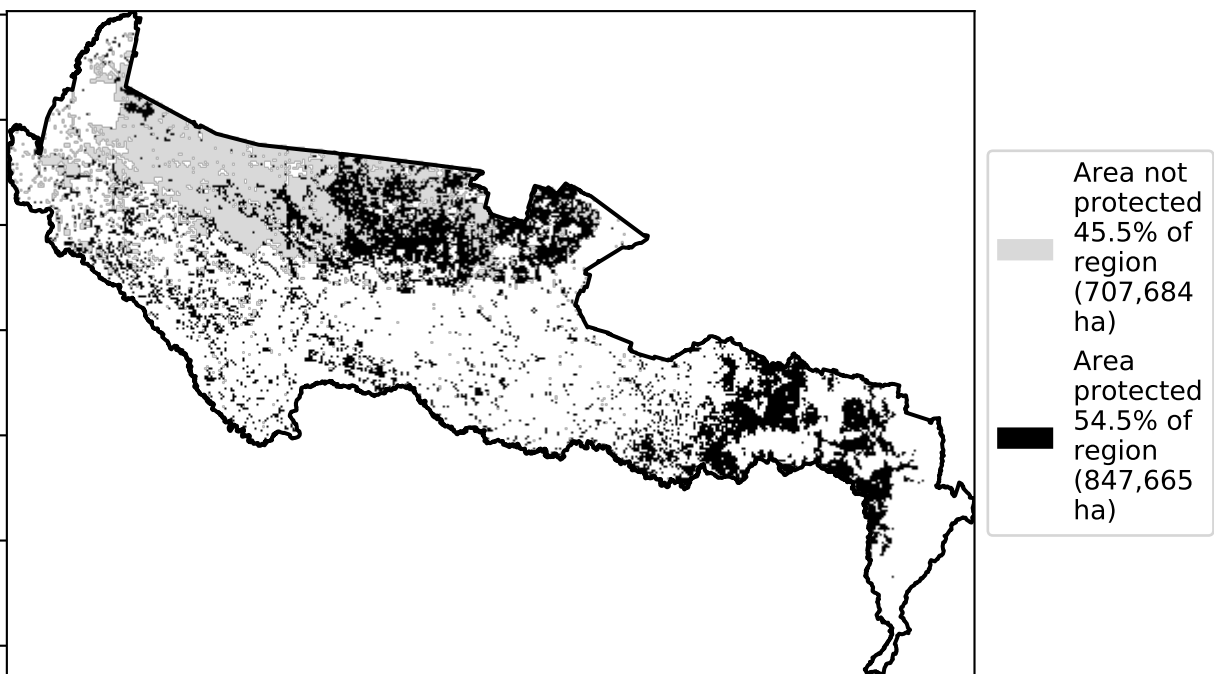 Area not
protected
45.5% of
region
(707,684
ha)
Area
protected
54.5% of
region
(847,665
ha)